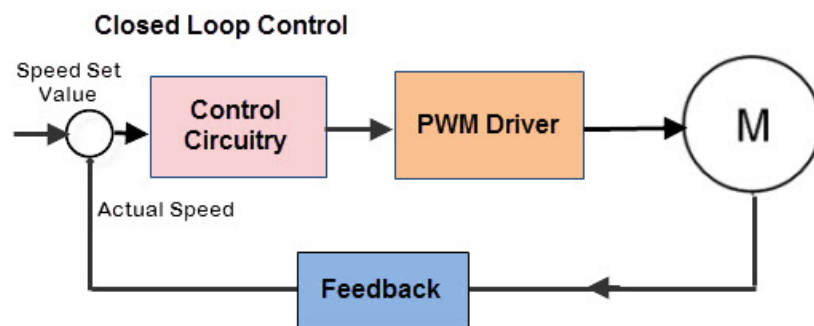 Closed Loop Control
Speed Set
Value
Control
Circuitry
PWM Driver
M
Actual Speed
Feedback